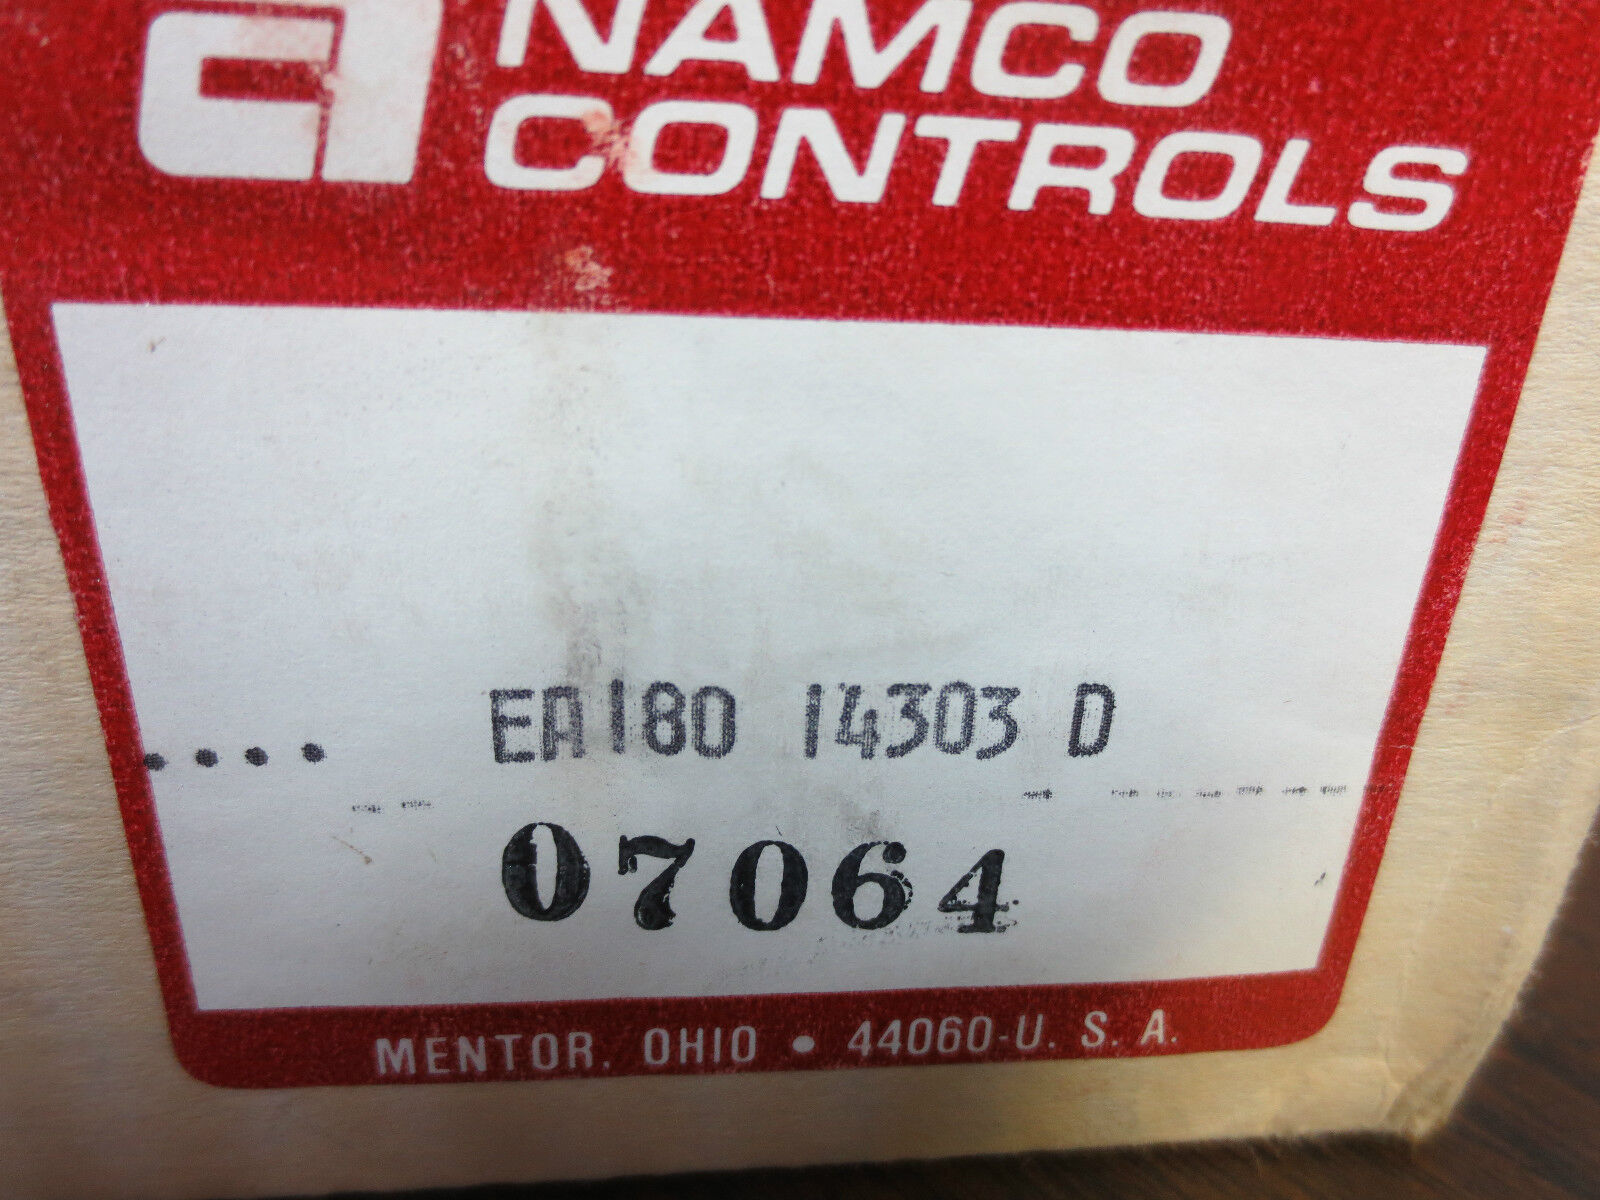 NAMCO
CONTROLS
EA180 14303 D
07064
MENTOR, OHIO • 44060-U. S. A.